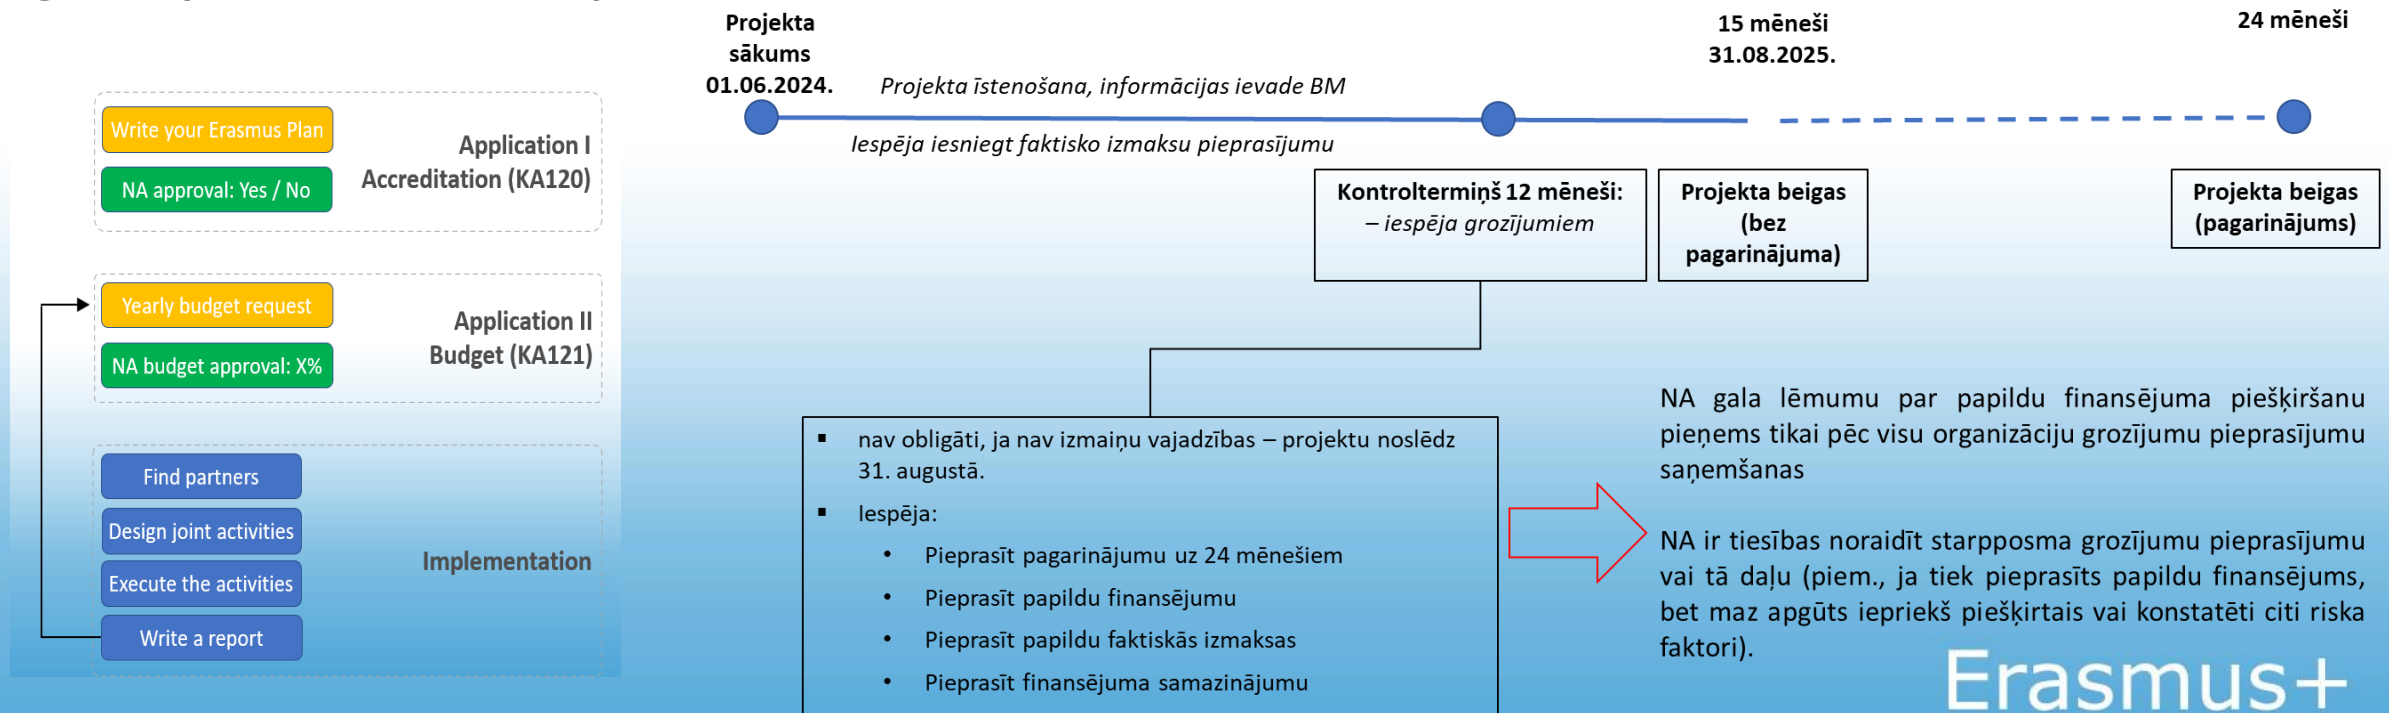 Write your Erasmus Plan
NA approval: Yes / No
Application I
Accreditation (KA120)
Yearly budget request
NA budget approval: X%
Application II
Budget (KA121)
Find partners
Design joint activities
Execute the activities
Write a report
Implementation
Projekta
sākums
01.06.2024.
Projekta īstenošana, informācijas ievade BM
Iespēja iesniegt faktisko izmaksu pieprasījumu
15 mēneši
31.08.2025.
24 mēneši
Kontroltermiņš 12 mēneši:
– iespēja grozījumiem
Projekta beigas
(bez
pagarinājuma)
Projekta beigas
(pagarinājums)
▪ nav obligāti, ja nav izmaiņu vajadzības – projektu noslēdz
31. augustā.
▪ Iespēja:
• Pieprasīt pagarinājumu uz 24 mēnešiem
• Pieprasīt papildu finansējumu
• Pieprasīt papildu faktiskās izmaksas
• Pieprasīt finansējuma samazinājumu
NA gala lēmumu par papildu finansējuma piešķiršanu
pieņems tikai pēc visu organizāciju grozījumu pieprasījumu
saņemšanas
NA ir tiesības noraidīt starpposma grozījumu pieprasījumu
vai tā daļu (piem., ja tiek pieprasīts papildu finansējums,
bet maz apgūts iepriekš piešķirtais vai konstatēti citi riska
faktori).
Erasmus+